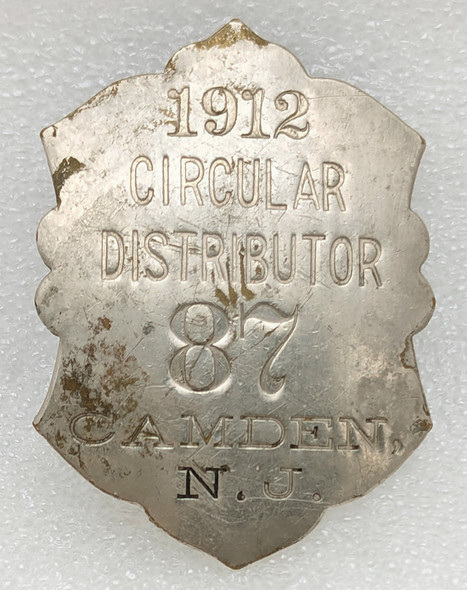 1912
CIRCULAR
DISTRIBUTOR
87
CAMDEN,
N.J.